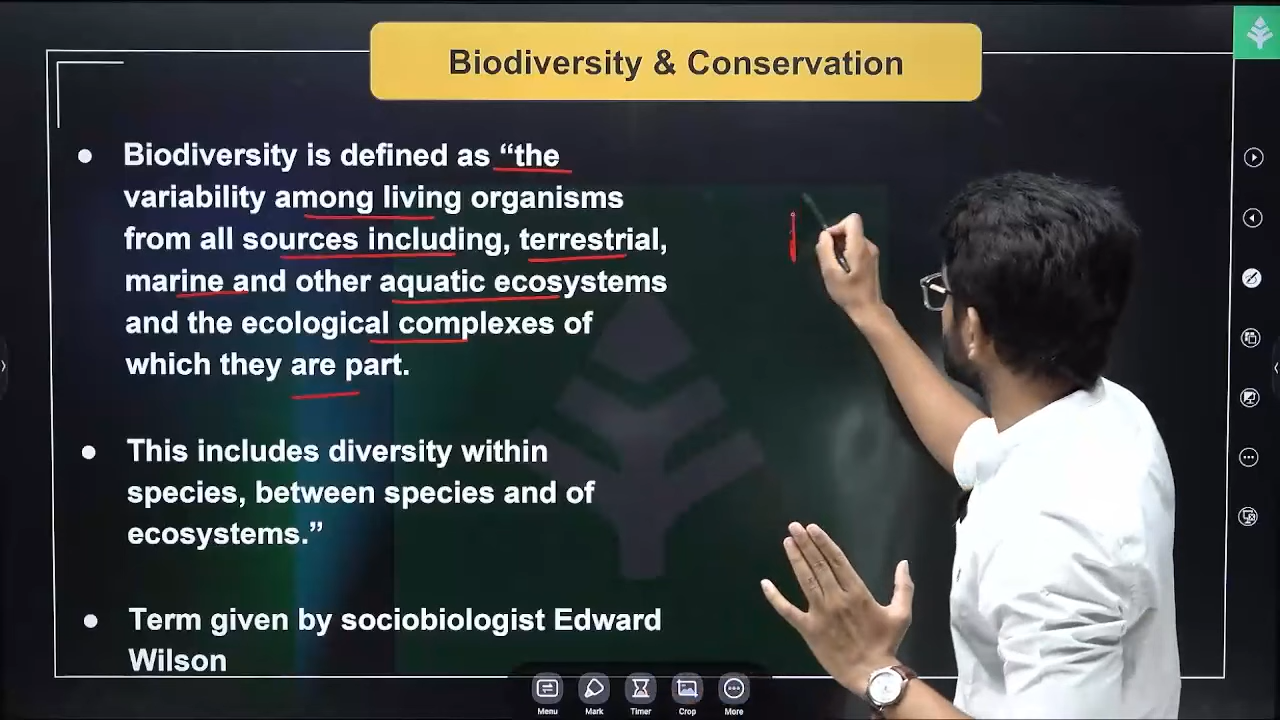 Biodiversity & Conservation
● Biodiversity is defined as “the
variability among living organisms
from all sources including, terrestrial,
marine and other aquatic ecosystems
and the ecological complexes of
which they are part.
● This includes diversity within
species, between species and of
ecosystems.”
● Term given by sociobiologist Edward
Wilson
Menu Mark Timer Crop More